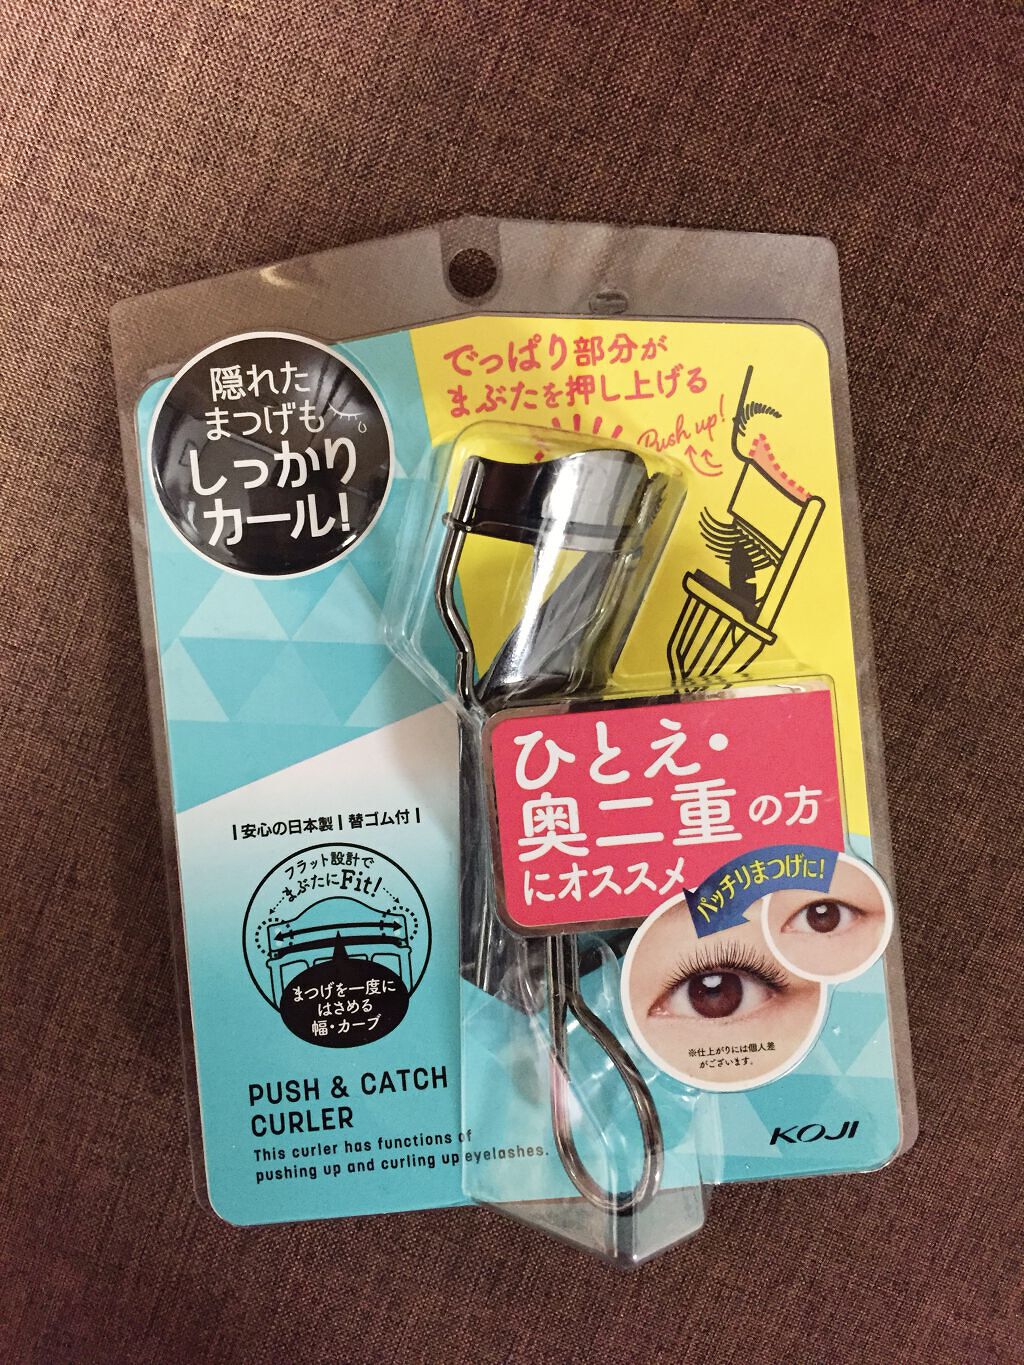 隠れた
まつげも
しっかり
カール!
でっぱり部分が
まぶたを押し上げる
Push up!
ひとえ・
奥二重の方
にオススメ
パッチリまつげに!
※仕上がりには個人差
がございます。
|安心の日本製|替ゴム付|
フラット設計で
まぶたにFit!
まつげを一度に
はさめる
幅・カーブ
PUSH & CATCH
CURLER
This curler has functions of
pushing up and curling up eyelashes.
KOJI